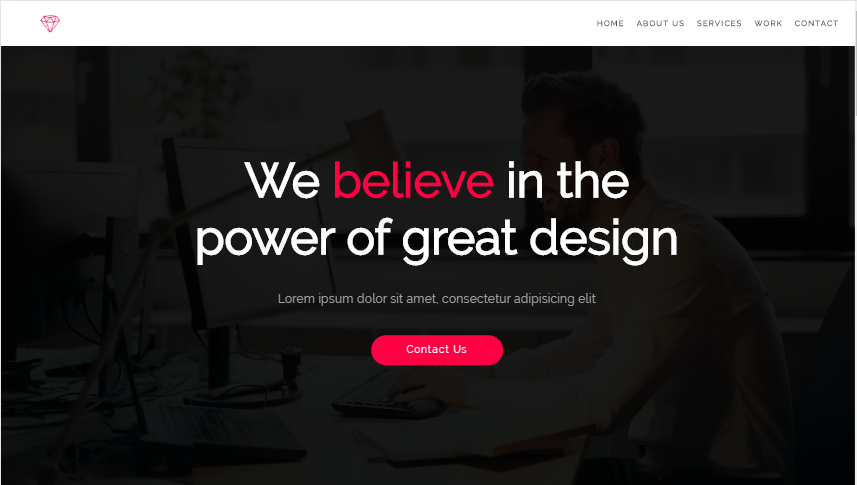 HOME ABOUT US SERVICES WORK CONTACT
We believe in the
power of great design
Lorem ipsum dolor sit amet, consectetur adipisicing elit
Contact Us